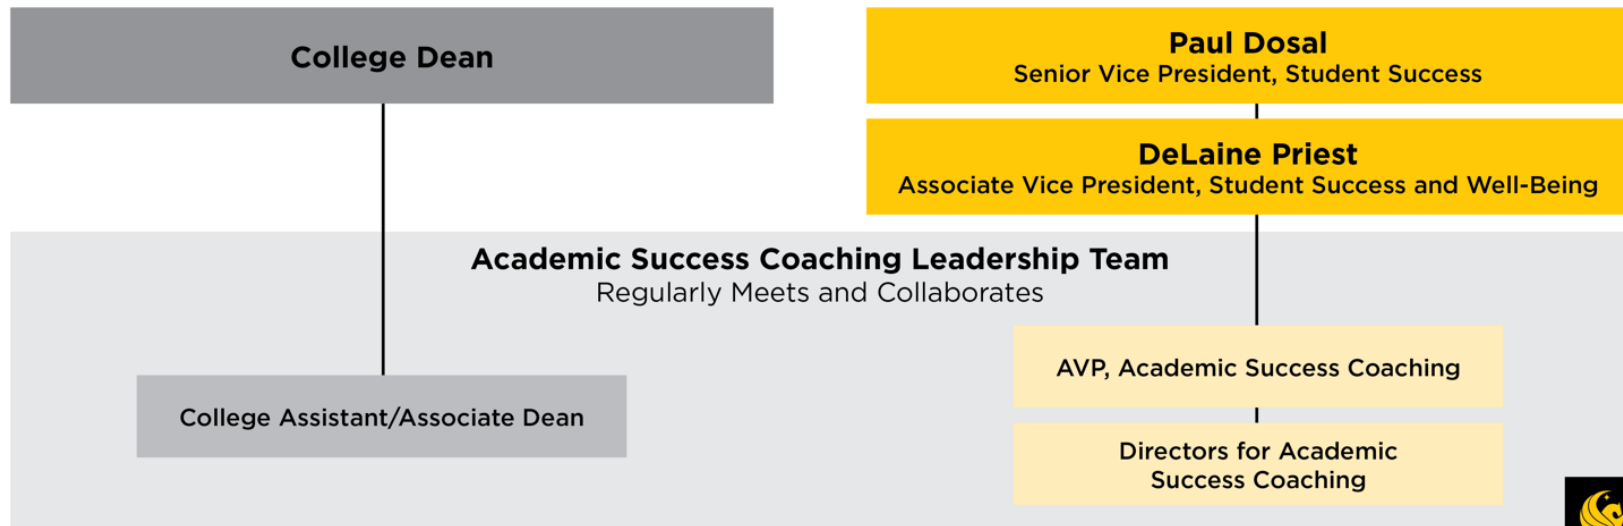 College Dean
Paul Dosal
Senior Vice President, Student Success
DeLaine Priest
Associate Vice President, Student Success and Well-Being
Academic Success Coaching Leadership Team
Regularly Meets and Collaborates
AVP, Academic Success Coaching
College Assistant/Associate Dean
Directors for Academic
Success Coaching